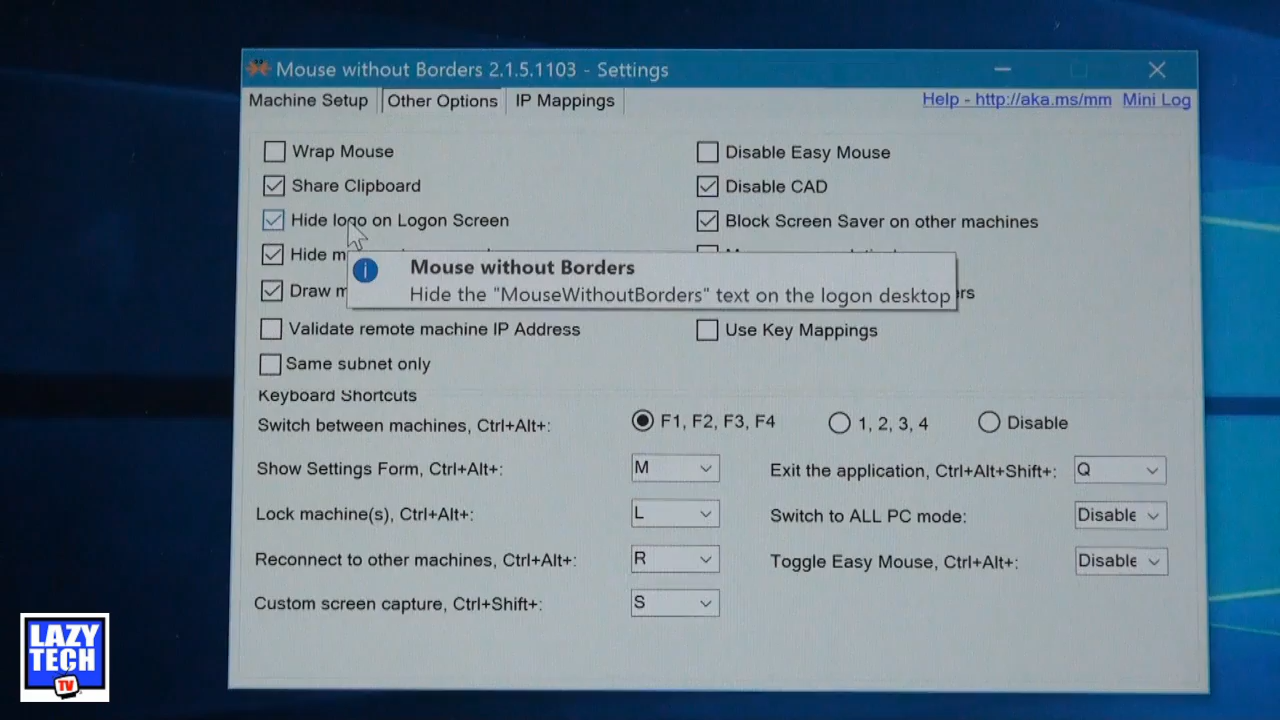 Mouse without Borders 2.1.5.1103 - Settings
Machine Setup Other Options IP Mappings Help - http://aka.ms/mm Mini Log
Wrap Mouse Disable Easy Mouse
Share Clipboard Disable CAD
Hide logo on Logon Screen Block Screen Saver on other machines
Hide
Mouse without Borders
Draw
Hide the "MouseWithoutBorders" text on the logon desktop
Validate remote machine IP Address Use Key Mappings
Same subnet only
Keyboard Shortcuts
Switch between machines, Ctrl+Alt+: F1, F2, F3, F4 1, 2, 3, 4 Disable
Show Settings Form, Ctrl+Alt+: M Exit the application, Ctrl+Alt+Shift+: Q
Lock machine(s), Ctrl+Alt+: L Switch to ALL PC mode: Disable
Reconnect to other machines, Ctrl+Alt+: R Toggle Easy Mouse, Ctrl+Alt+: Disable
Custom screen capture, Ctrl+Shift+: S
LAZY
TECH
TV